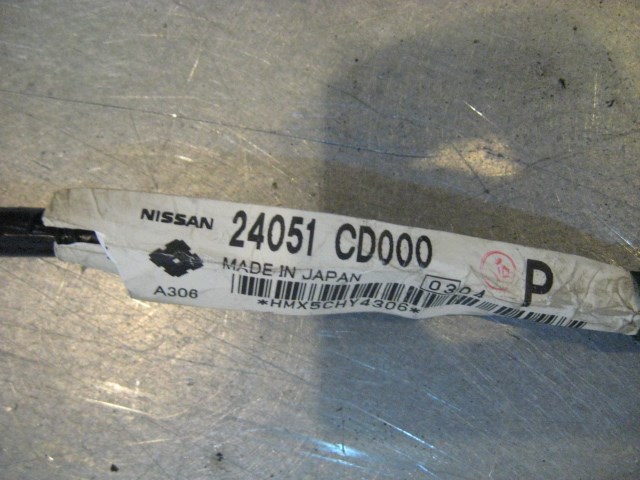 NISSAN 24051 CD000
MADE IN JAPAN
A306
P
*HMX5CHY4306*